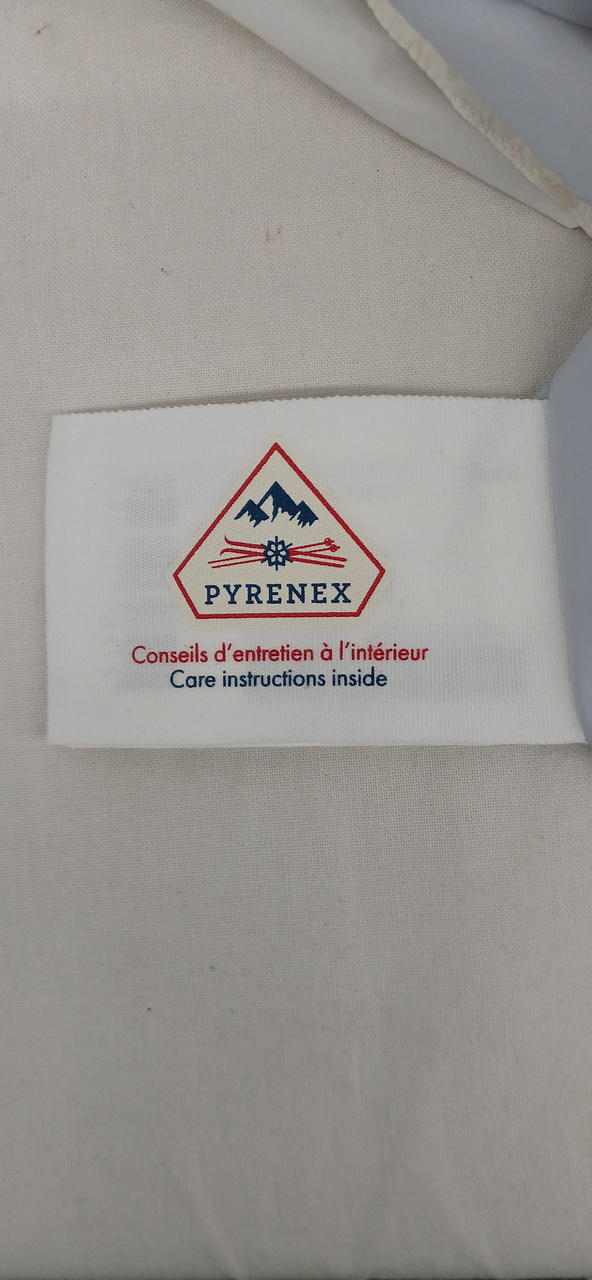 PYRENEX
Conseils d'entretien à l'intérieur
Care instructions inside